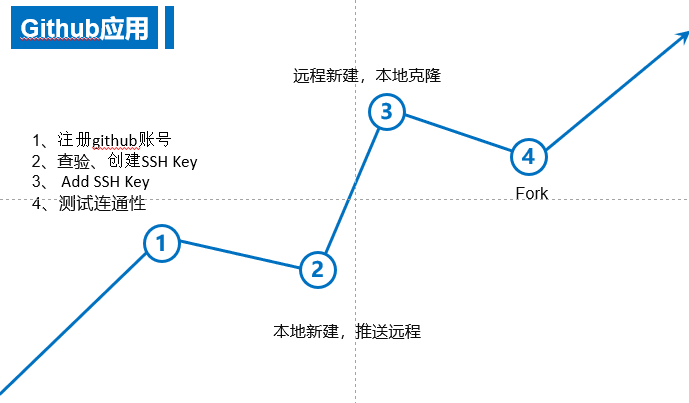 Github应用
远程新建，本地克隆
3
1、注册github账号
2、查验、创建SSH Key
3、 Add SSH Key
4、测试连通性
4
Fork
1
2
本地新建，推送远程